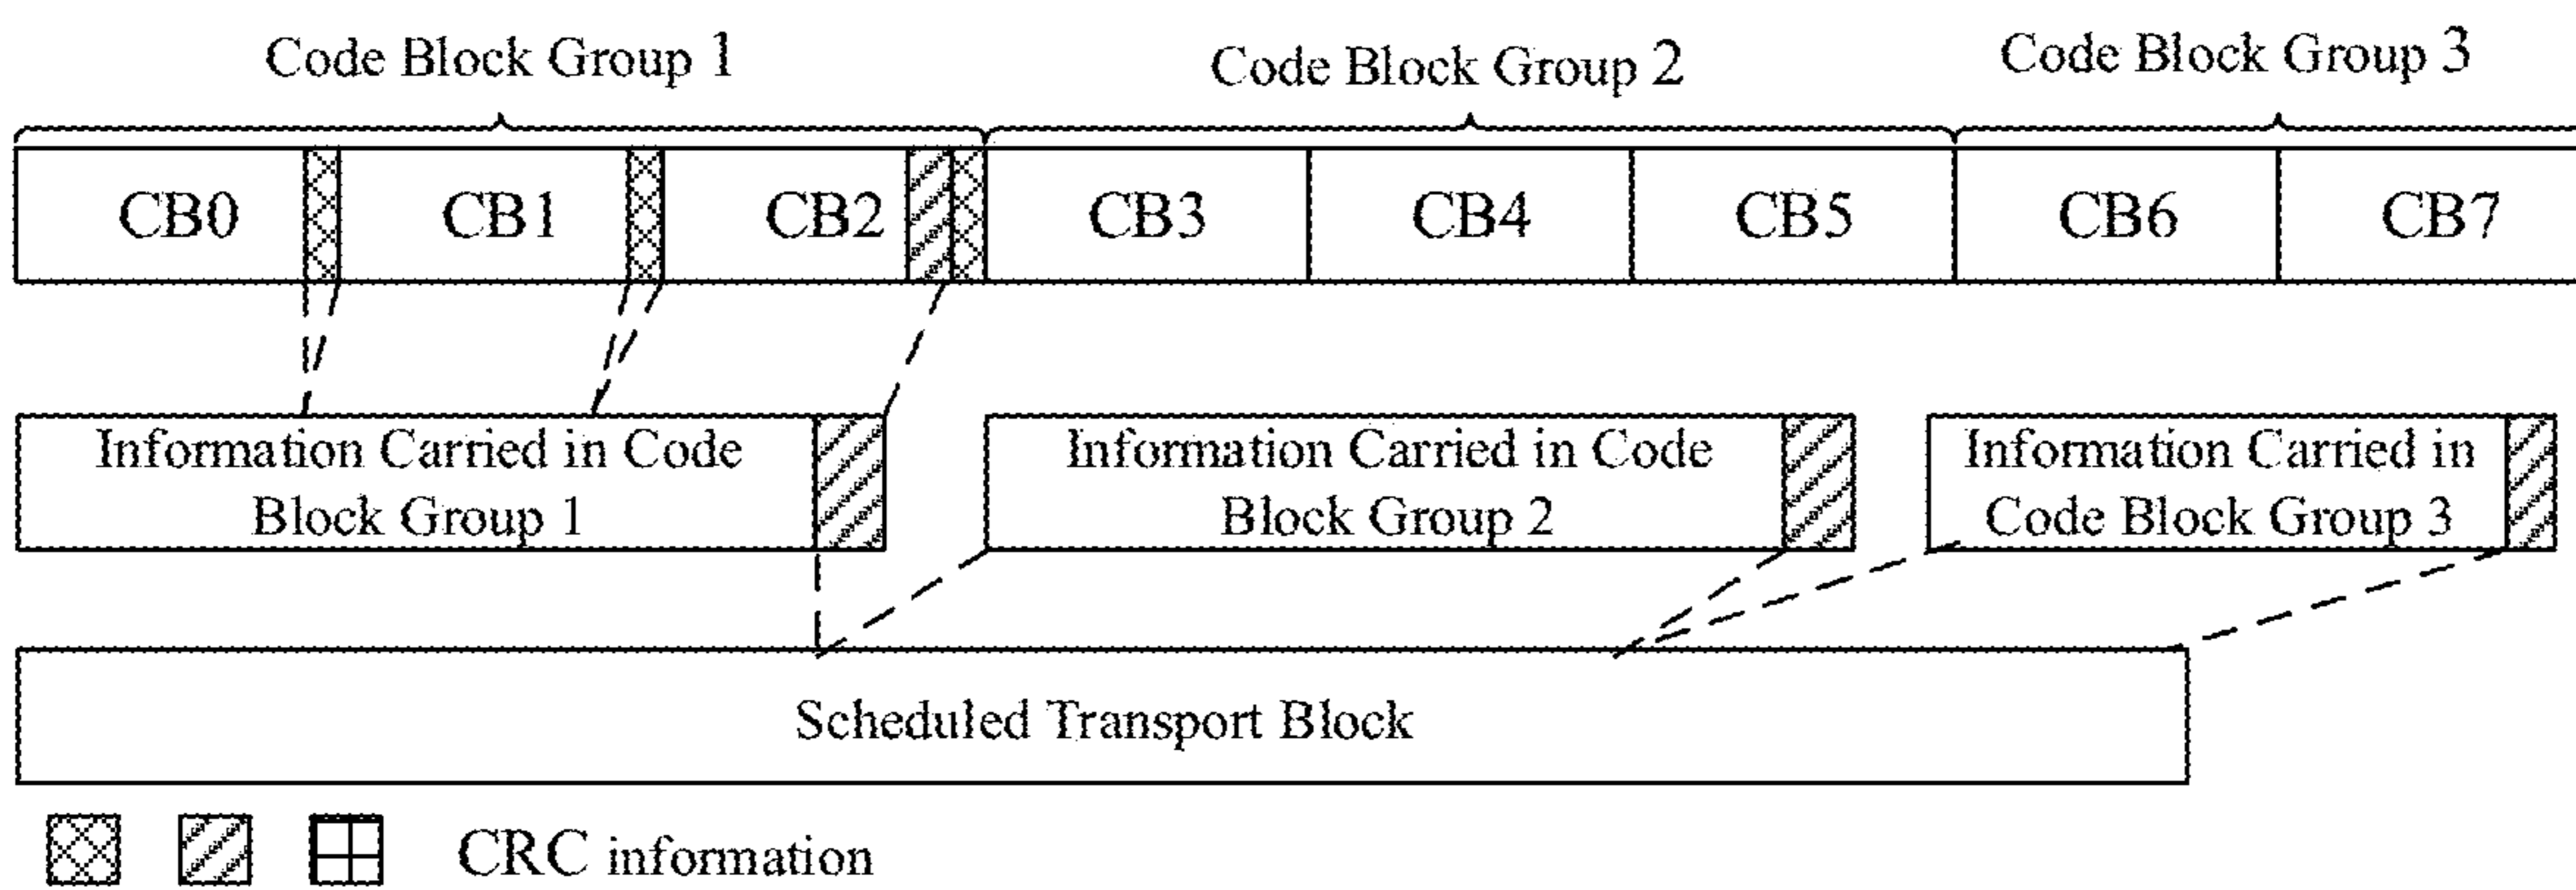 Code Block Group 1
Code Block Group 2
Code Block Group 3
CB0
CB1
CB2
CB3
CB4
CB5
CB6
CB7
Information Carried in Code
Block Group 1
Information Carried in Code
Block Group 2
Information Carried in
Code Block Group 3
Scheduled Transport Block
CRC information